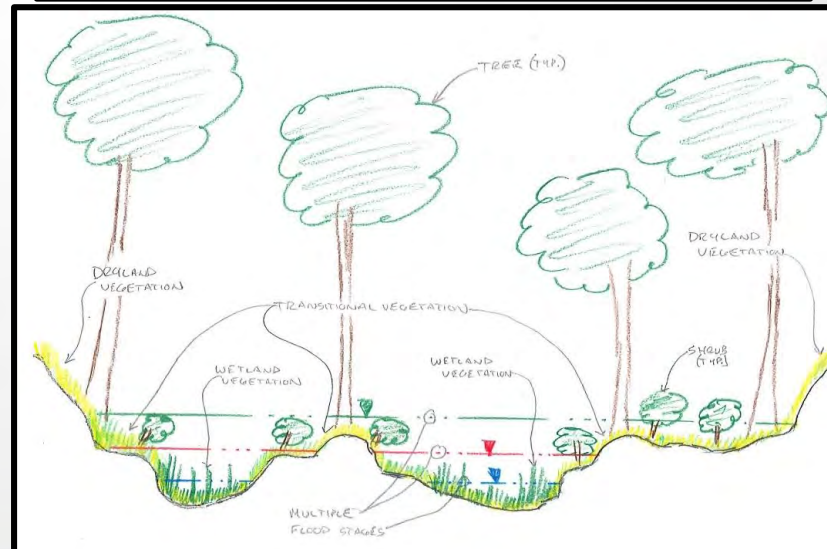 TREE (TYP.)
DRYLAND
VEGETATION
DRYLAND
VEGETATION
TRANSITIONAL VEGETATION
WETLAND
VEGETATION
WETLAND
VEGETATION
SHRUB
(TYP.)
MULTIPLE
FLOOD STAGES